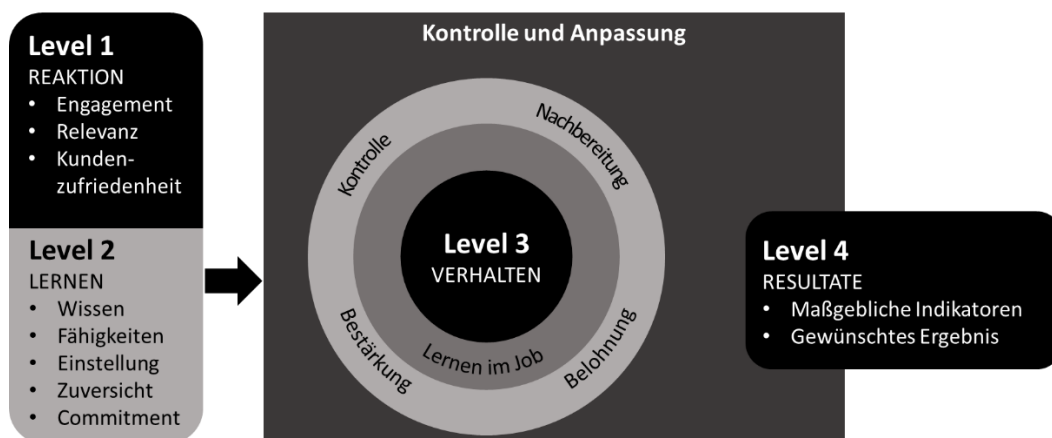 Level 1
REAKTION
• Engagement
• Relevanz
• Kunden-
zufriedenheit
Level 2
LERNEN
• Wissen
• Fähigkeiten
• Einstellung
• Zuversicht
• Commitment
Kontrolle und Anpassung
Kontrolle
Nachbereitung
Level 3
VERHALTEN
Bestärkung
Lernen im Job
Belohnung
Level 4
RESULTATE
• Maßgebliche Indikatoren
• Gewünschtes Ergebnis